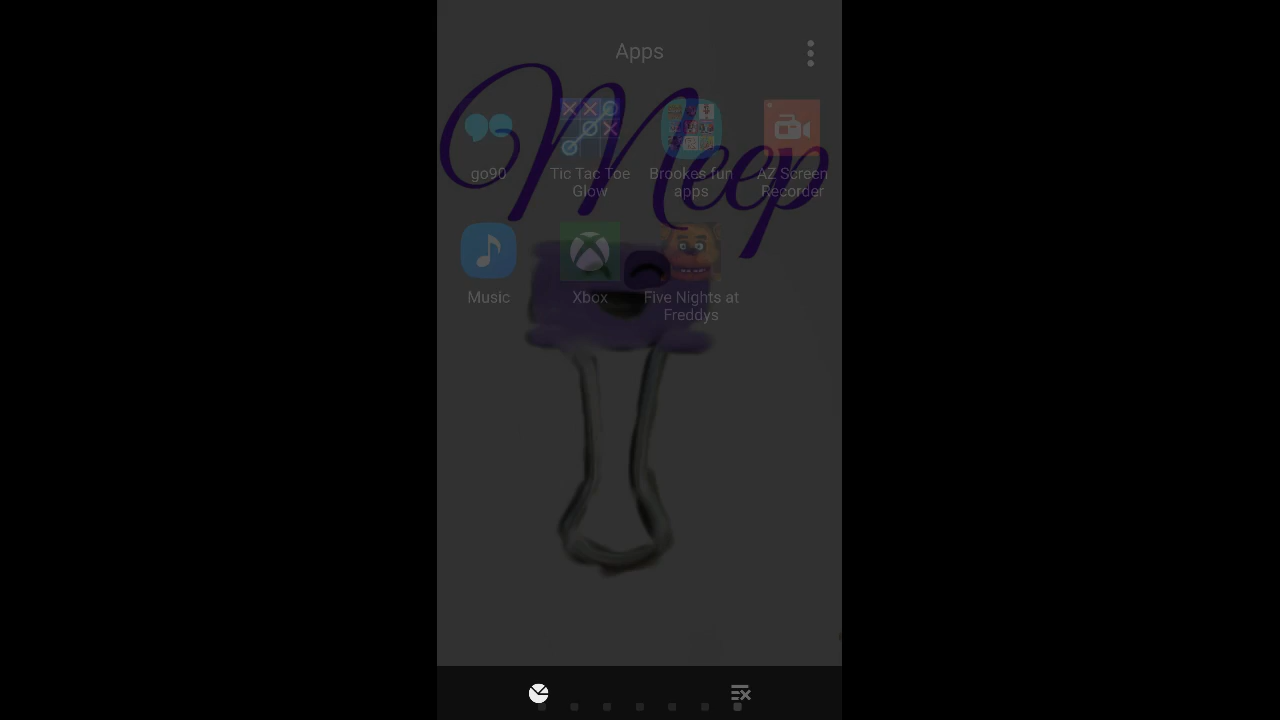 Apps
Meep
go90
Tic Tac Toe
Glow
Brookes fun
apps
AZ Screen
Recorder
Music
Xbox
Five Nights at
Freddys